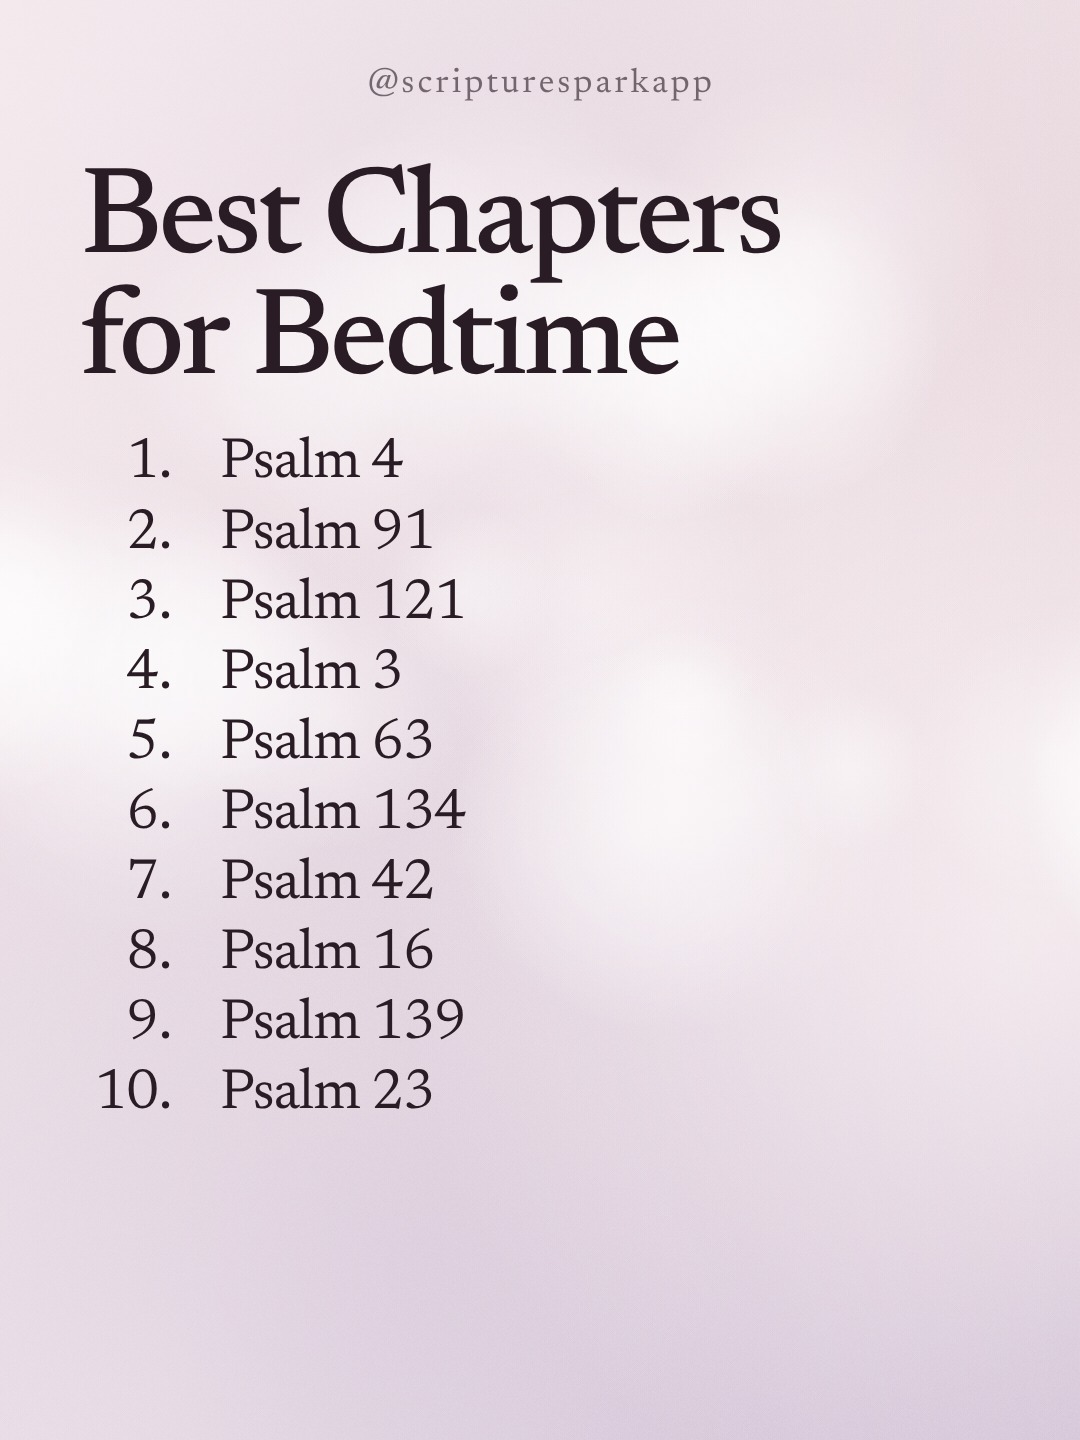 @scripturesparkapp
Best Chapters
for Bedtime
1. Psalm 4
2. Psalm 91
3. Psalm 121
4. Psalm 3
5. Psalm 63
6. Psalm 134
7. Psalm 42
8. Psalm 16
9. Psalm 139
10. Psalm 23